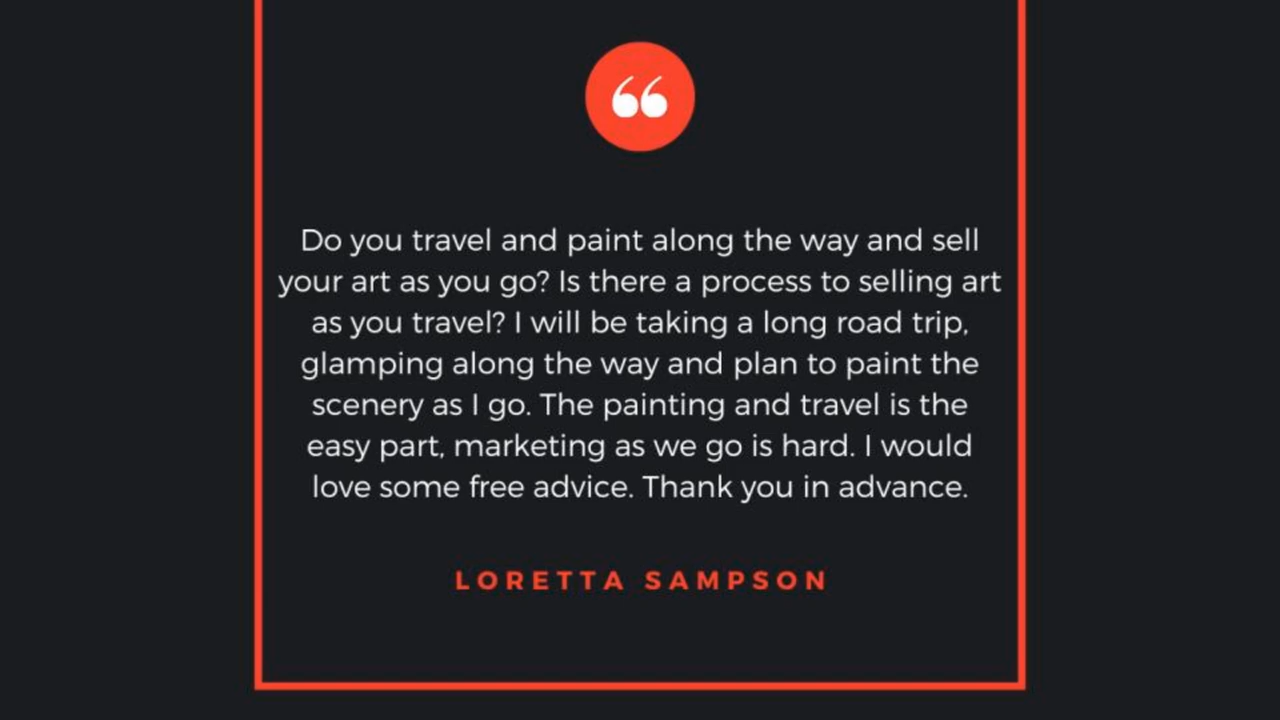 “
Do you travel and paint along the way and sell
your art as you go? Is there a process to selling art
as you travel? I will be taking a long road trip,
glamping along the way and plan to paint the
scenery as I go. The painting and travel is the
easy part, marketing as we go is hard. I would
love some free advice. Thank you in advance.
LORETTA SAMPSON